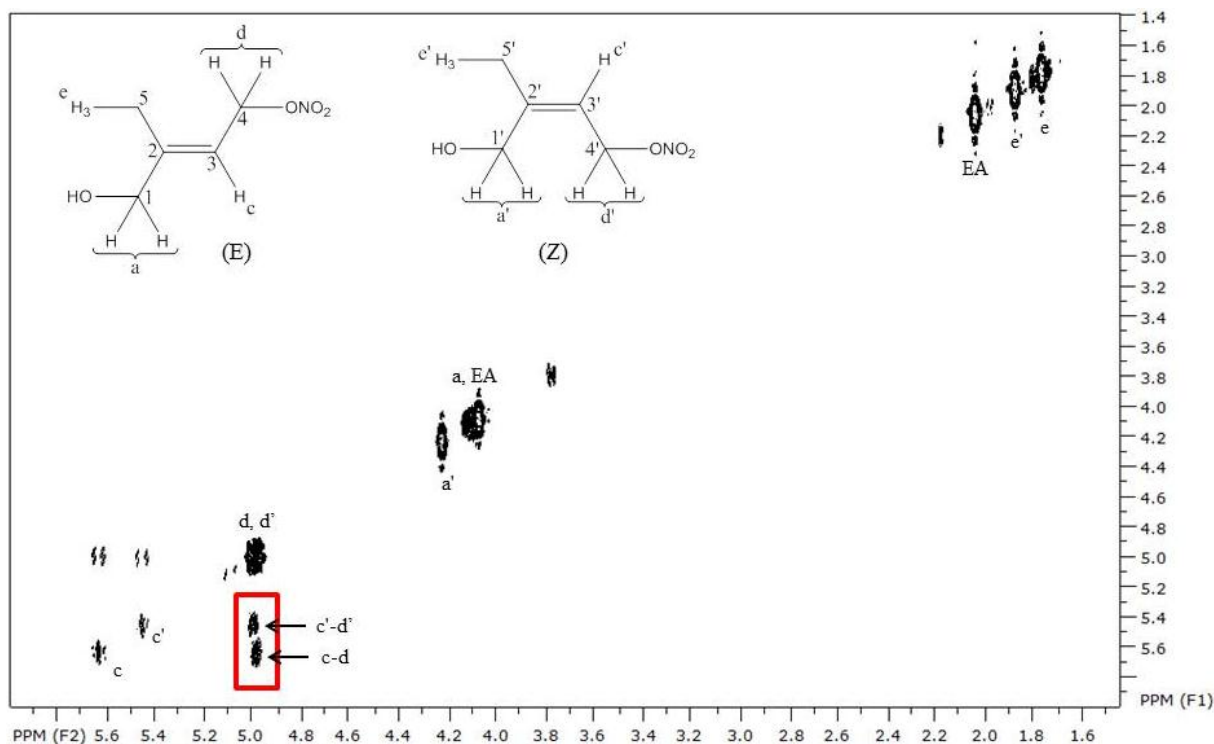 d
H H
e H₃C 5 4 ONO₂
2 3
HO 1 H
c
H H
a
(E)
e' H₃C 5' H c'
2' 3'
HO 1' 4' ONO₂
H H H H
a' d'
(Z)
EA
e'
e
a, EA
a'
d, d’
c'-d’
c-d
c'
c
1.4
1.6
1.8
2.0
2.2
2.4
2.6
2.8
3.0
3.2
3.4
3.6
3.8
4.0
4.2
4.4
4.6
4.8
5.0
5.2
5.4
5.6
PPM (F1)
PPM (F2) 5.6 5.4 5.2 5.0 4.8 4.6 4.4 4.2 4.0 3.8 3.6 3.4 3.2 3.0 2.8 2.6 2.4 2.2 2.0 1.8 1.6